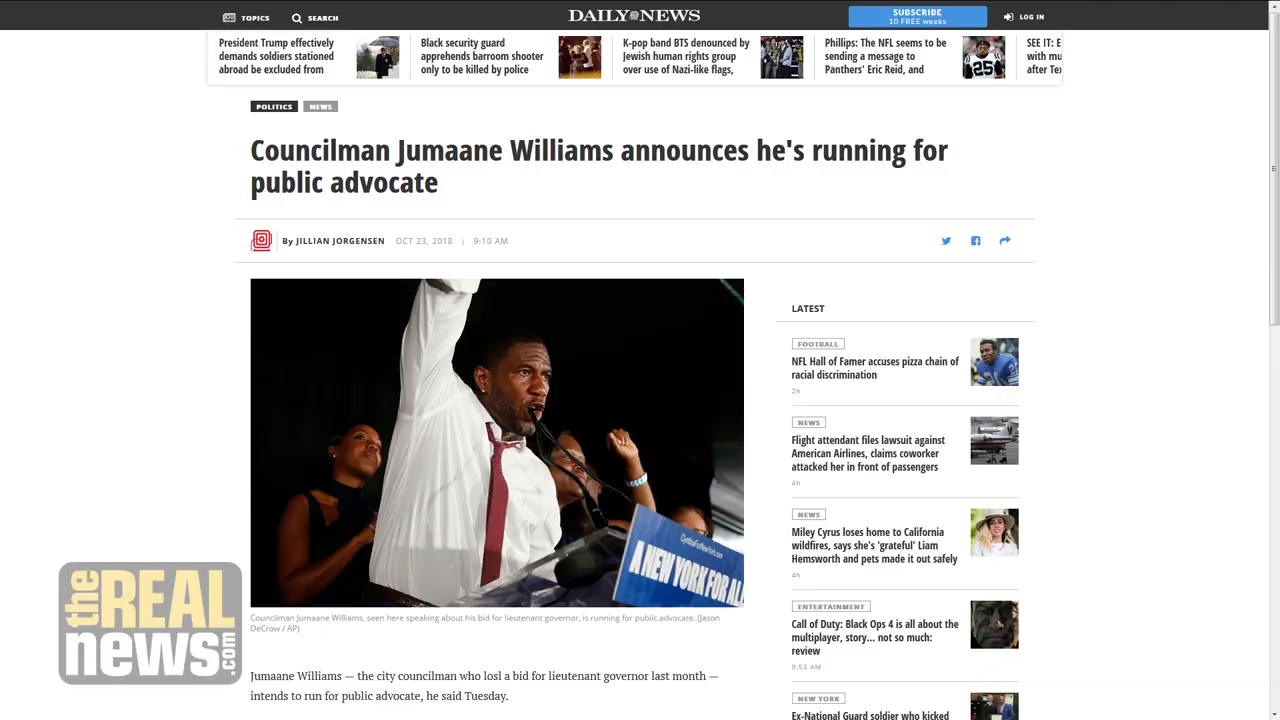 TOPICS
SEARCH
DAILY NEWS
SUBSCRIBE
10 FREE weeks
LOG IN
President Trump effectively
demands soldiers stationed
abroad be excluded from
Black security guard
apprehends barroom shooter
only to be killed by police
K-pop band BTS denounced by
Jewish human rights group
over use of Nazi-like flags,
Phillips: The NFL seems to be
sending a message to
Panthers' Eric Reid, and
25
SEE IT: E
with mu
after Tex
POLITICS
NEWS
Councilman Jumaane Williams announces he's running for
public advocate
By JILLIAN JORGENSEN
OCT 23, 2018 | 9:10 AM
CynthiaForNewYork.com
A NEW YORK FOR AL
Councilman Jumaane Williams, seen here speaking about his bid for lieutenant governor, is running for public advocate. (Jason
DeCrow / AP)
Jumaane Williams — the city councilman who losl a bid for lieutenant governor last month —
intends to run for public advocate, he said Tuesday.
LATEST
FOOTBALL
NFL Hall of Famer accuses pizza chain of
racial discrimination
2h
NEWS
Flight attendant files lawsuit against
American Airlines, claims coworker
attacked her in front of passengers
4h
NEWS
Miley Cyrus loses home to California
wildfires, says she's 'grateful' Liam
Hemsworth and pets made it out safely
4h
ENTERTAINMENT
Call of Duty: Black Ops 4 is all about the
multiplayer, story... not so much:
review
9:53 AM
NEW YORK
Ex-National Guard soldier who kicked
the REAL
news.com